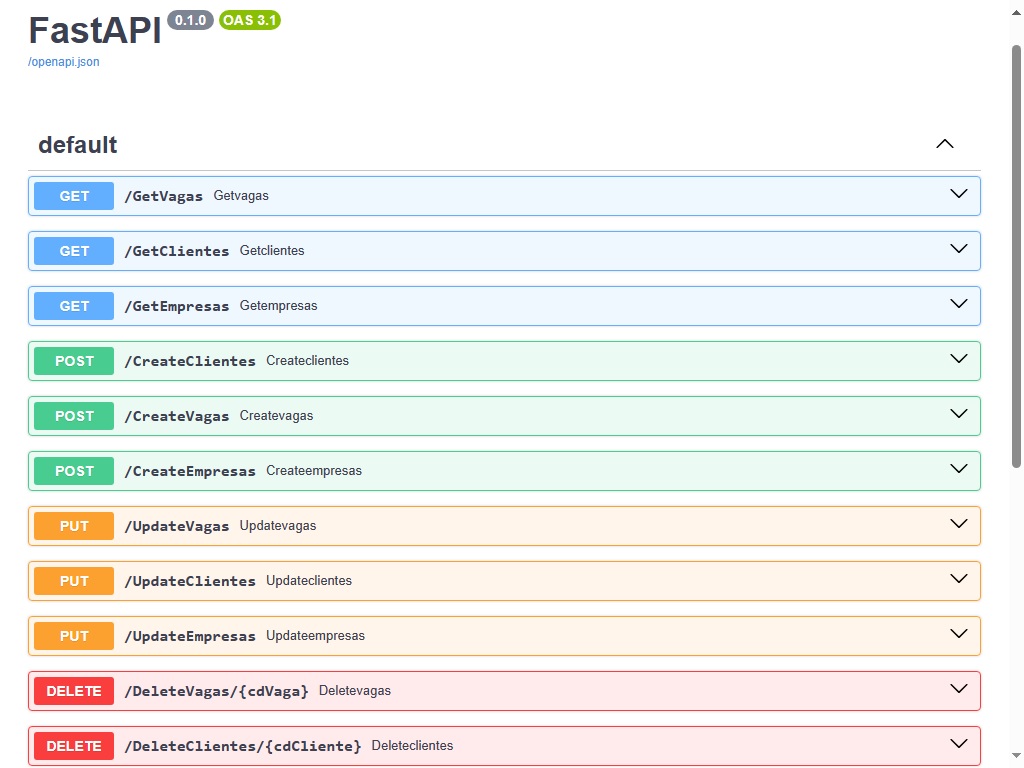 FastAPI 0.1.0 OAS 3.1
/openapi.json
default
GET /GetVagas Getvagas
GET /GetClientes Getclientes
GET /GetEmpresas Getempresas
POST /CreateClientes Createclientes
POST /CreateVagas Createvagas
POST /CreateEmpresas Createempresas
PUT /UpdateVagas Updatevagas
PUT /UpdateClientes Updateclientes
PUT /UpdateEmpresas Updateempresas
DELETE /DeleteVagas/{cdVaga} Deletevagas
DELETE /DeleteClientes/{cdCliente} Deleteclientes